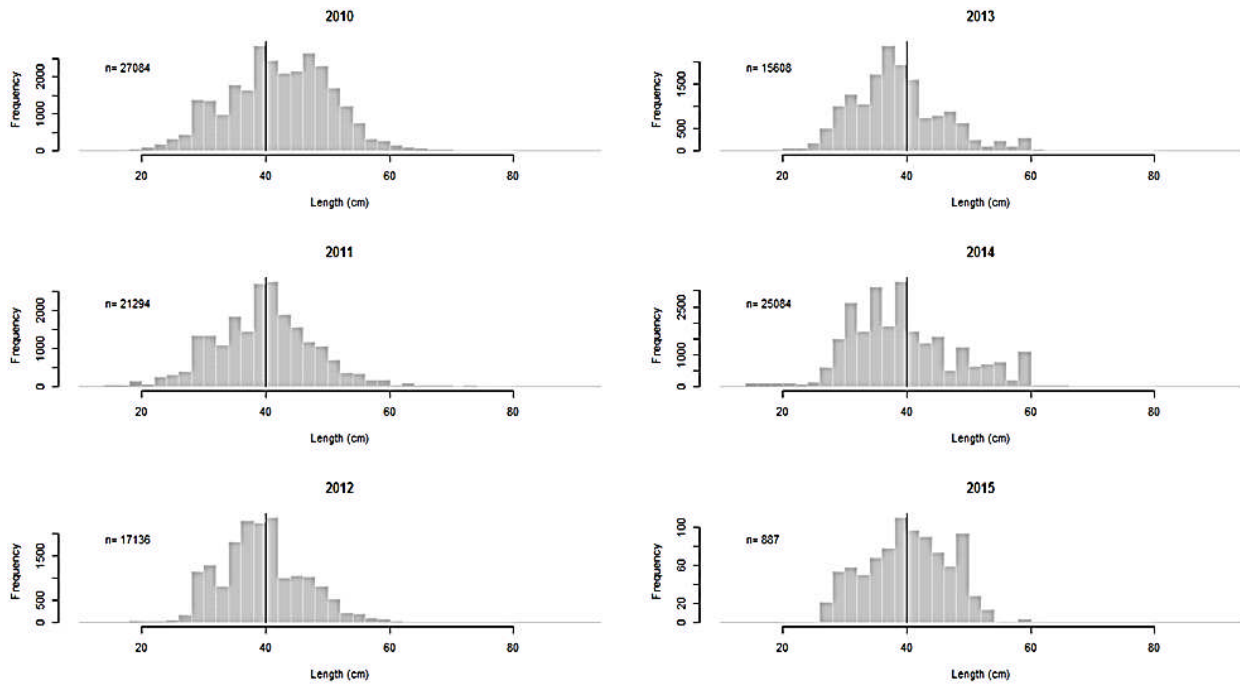 2010
n= 27084
Frequency
0 1000 2000
20 40 60 80
Length (cm)
2011
n= 21294
Frequency
0 1000 2000
20 40 60 80
Length (cm)
2012
n= 17136
Frequency
0 500 1500
20 40 60 80
Length (cm)
2013
n= 15608
Frequency
0 500 1500
20 40 60 80
Length (cm)
2014
n= 25084
Frequency
0 1000 2500
20 40 60 80
Length (cm)
2015
n= 887
Frequency
0 20 60 100
20 40 60 80
Length (cm)